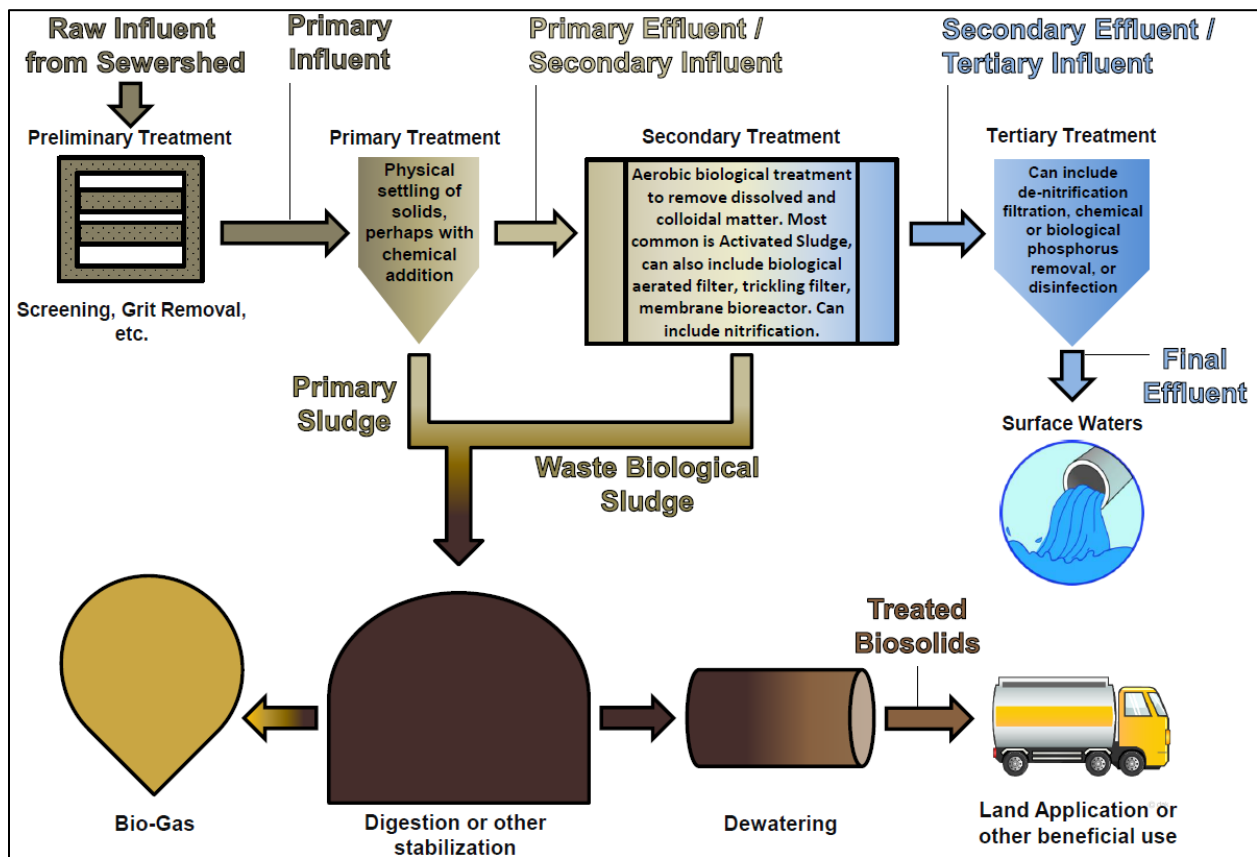 Raw Influent
from Sewershed
Primary
Influent
Primary Effluent /
Secondary Influent
Secondary Effluent /
Tertiary Influent
Preliminary Treatment
Primary Treatment
Secondary Treatment
Tertiary Treatment
Physical
settling of
solids,
perhaps with
chemical
addition
Aerobic biological treatment
to remove dissolved and
colloidal matter. Most
common is Activated Sludge,
can also include biological
aerated filter, trickling filter,
membrane bioreactor. Can
include nitrification.
Can include
de-nitrification
filtration, chemical
or biological
phosphorus
removal, or
disinfection
Screening, Grit Removal,
etc.
Primary
Sludge
Waste Biological
Sludge
Final
Effluent
Surface Waters
Treated
Biosolids
Bio-Gas
Digestion or other
stabilization
Dewatering
Land Application or
other beneficial use